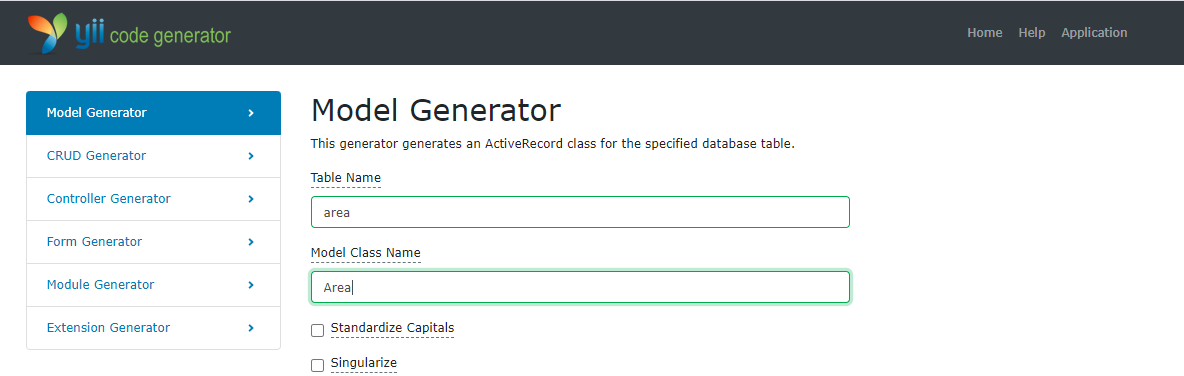 yii code generator
Home Help Application
Model Generator
CRUD Generator
Controller Generator
Form Generator
Module Generator
Extension Generator
Model Generator
This generator generates an ActiveRecord class for the specified database table.
Table Name
area
Model Class Name
Area
Standardize Capitals
Singularize